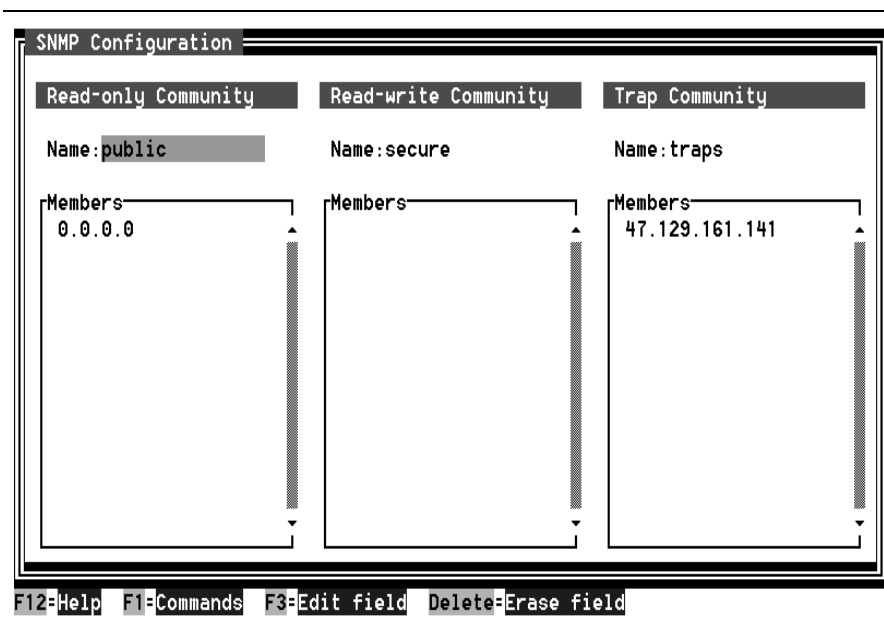 SNMP Configuration
Read-only Community Read-write Community Trap Community
Name:public Name:secure Name:traps
Members Members Members
0.0.0.0 47.129.161.141
F12=Help F1=Commands F3=Edit field Delete=Erase field